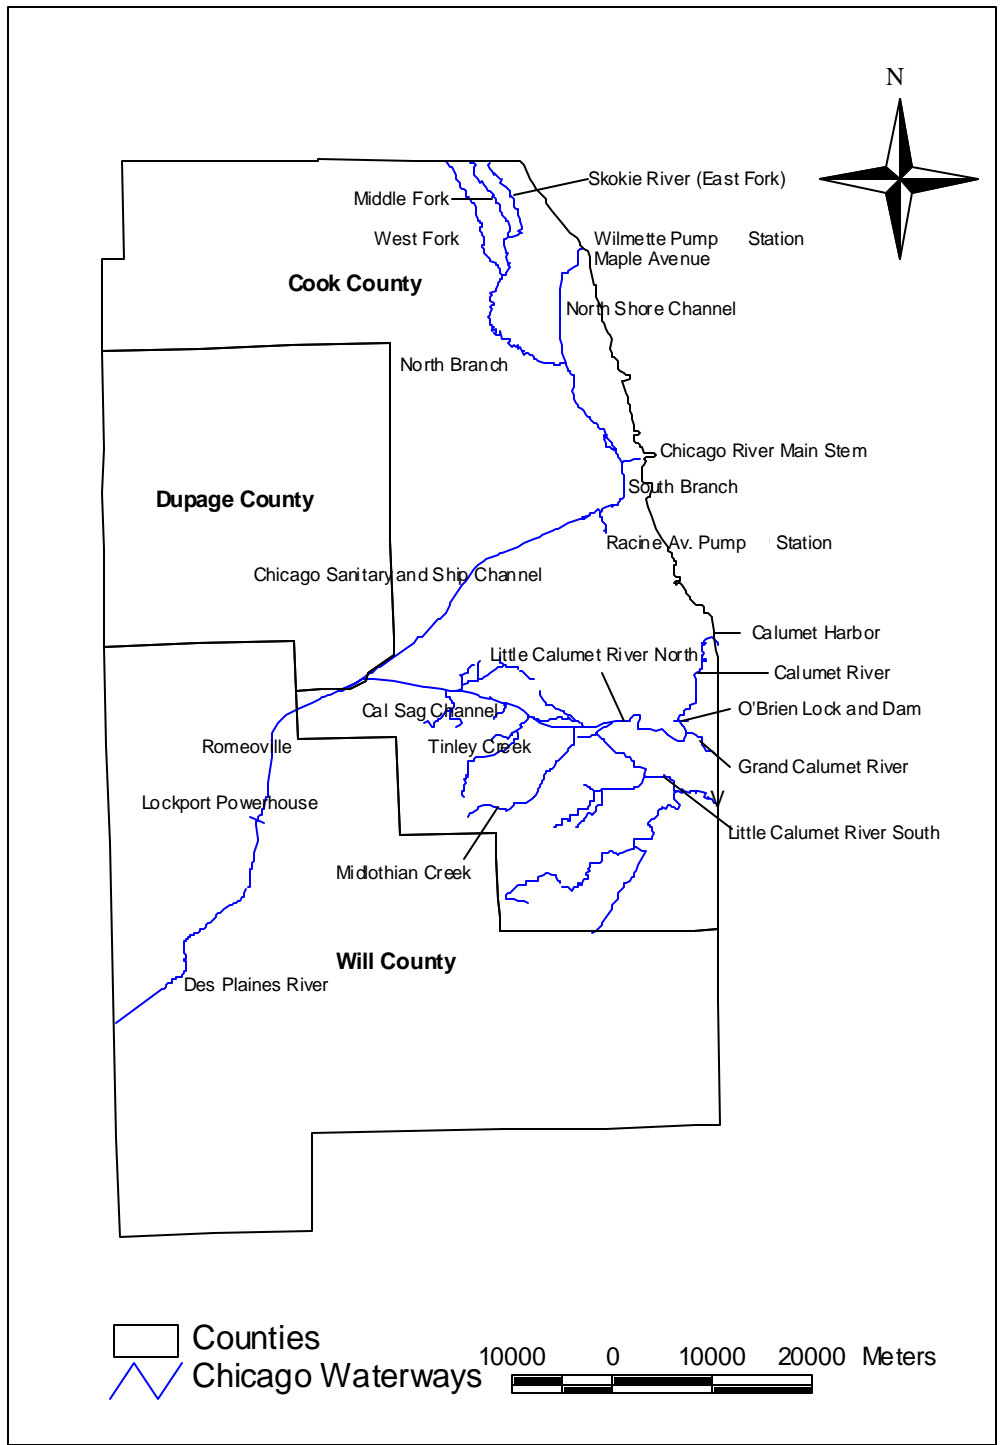 N
Skokie River (East Fork)
Middle Fork
West Fork
Wilmette Pump Station
Maple Avenue
Cook County
North Shore Channel
North Branch
Chicago River Main Stem
South Branch
Dupage County
Racine Av. Pump Station
Chicago Sanitary and Ship Channel
Calumet Harbor
Little Calumet River North
Calumet River
Cal Sag Channel
O'Brien Lock and Dam
Romeoville
Tinley Creek
Grand Calumet River
Lockport Powerhouse
Little Calumet River South
Midlothian Creek
Will County
Des Plaines River
Counties
Chicago Waterways
10000 0 10000 20000 Meters